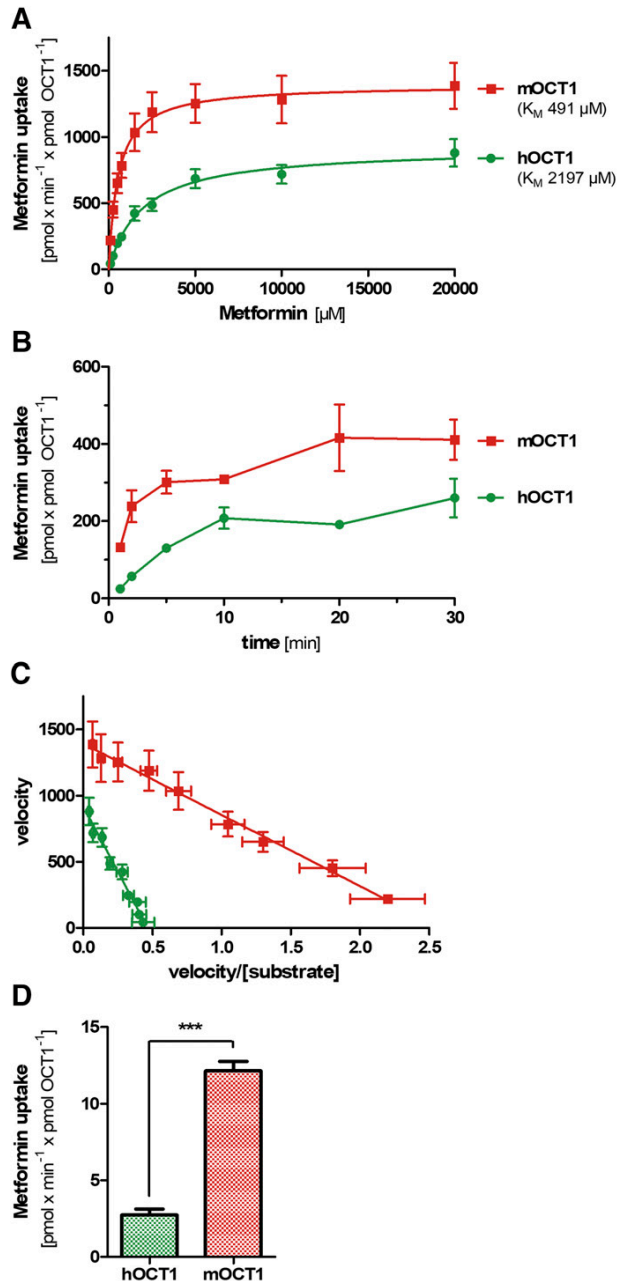 A
Metformin uptake
[pmol x min⁻¹ x pmol OCT1⁻¹]
1500
1000
500
0
0 5000 10000 15000 20000
Metformin [µM]
mOCT1
(K_M 491 µM)
hOCT1
(K_M 2197 µM)
B
Metformin uptake
[pmol x pmol OCT1⁻¹]
600
400
200
0
0 10 20 30
time [min]
mOCT1
hOCT1
C
velocity
1500
1000
500
0
0.0 0.5 1.0 1.5 2.0 2.5
velocity/[substrate]
D
Metformin uptake
[pmol x min⁻¹ x pmol OCT1⁻¹]
15
10
5
0
***
hOCT1 mOCT1